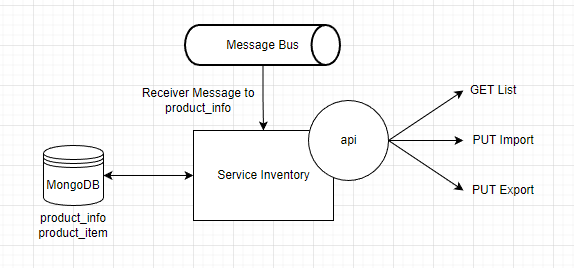 Message Bus
Receiver Message to
product_info
GET List
api
PUT Import
Service Inventory
MongoDB
PUT Export
product_info
product_item